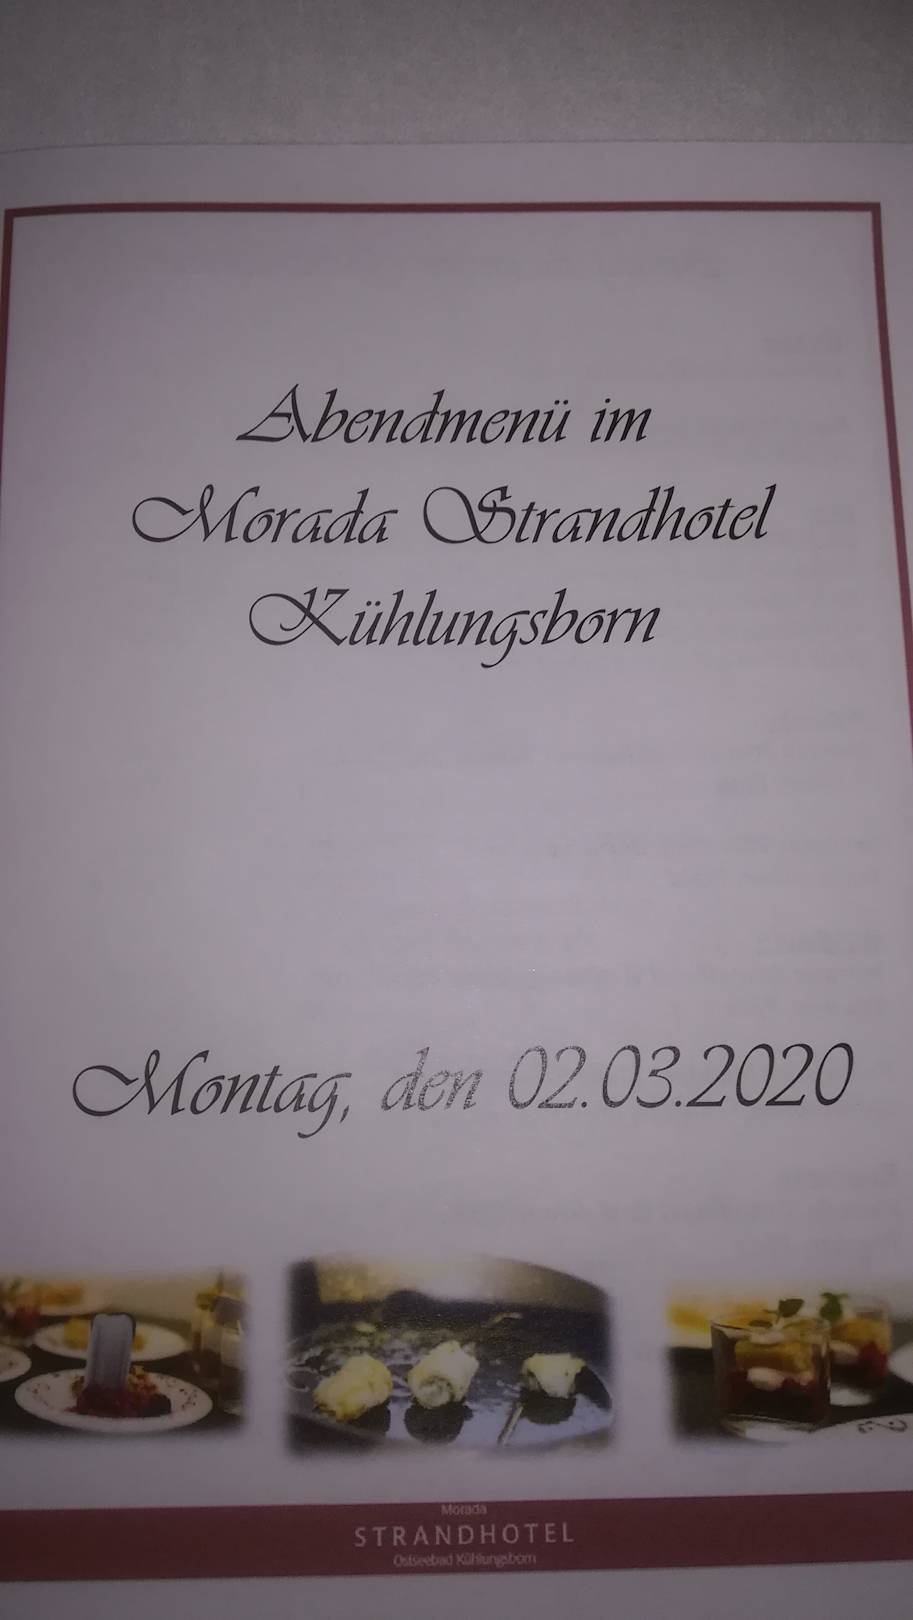 Abendmenü im
Morada Strandhotel
Kühlungsborn
Montag, den 02.03.2020
Morada
STRANDHOTEL
Ostseebad Kühlungsborn